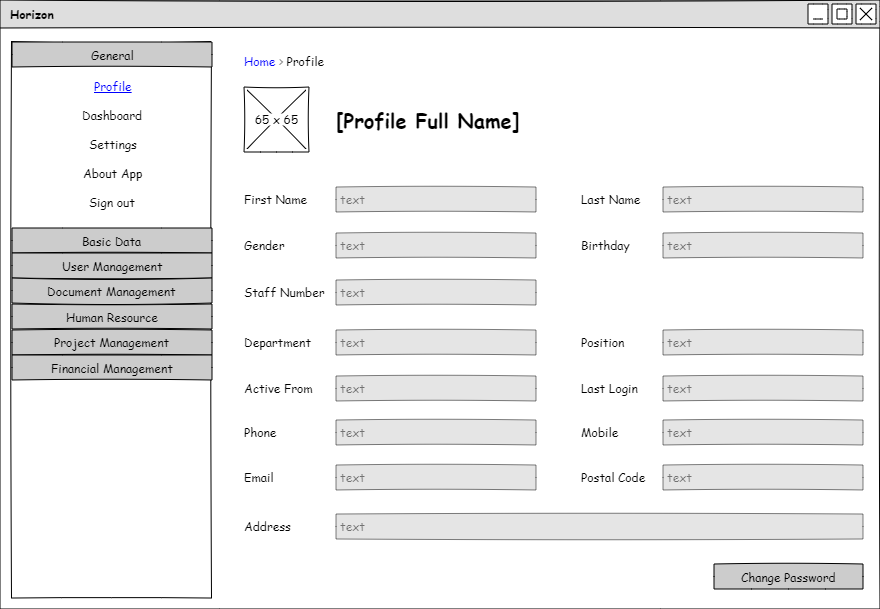 Horizon
General
Profile
Dashboard
Settings
About App
Sign out
Basic Data
User Management
Document Management
Human Resource
Project Management
Financial Management
Home > Profile
65 x 65
[Profile Full Name]
First Name text Last Name text
Gender text Birthday text
Staff Number text
Department text Position text
Active From text Last Login text
Phone text Mobile text
Email text Postal Code text
Address text
Change Password